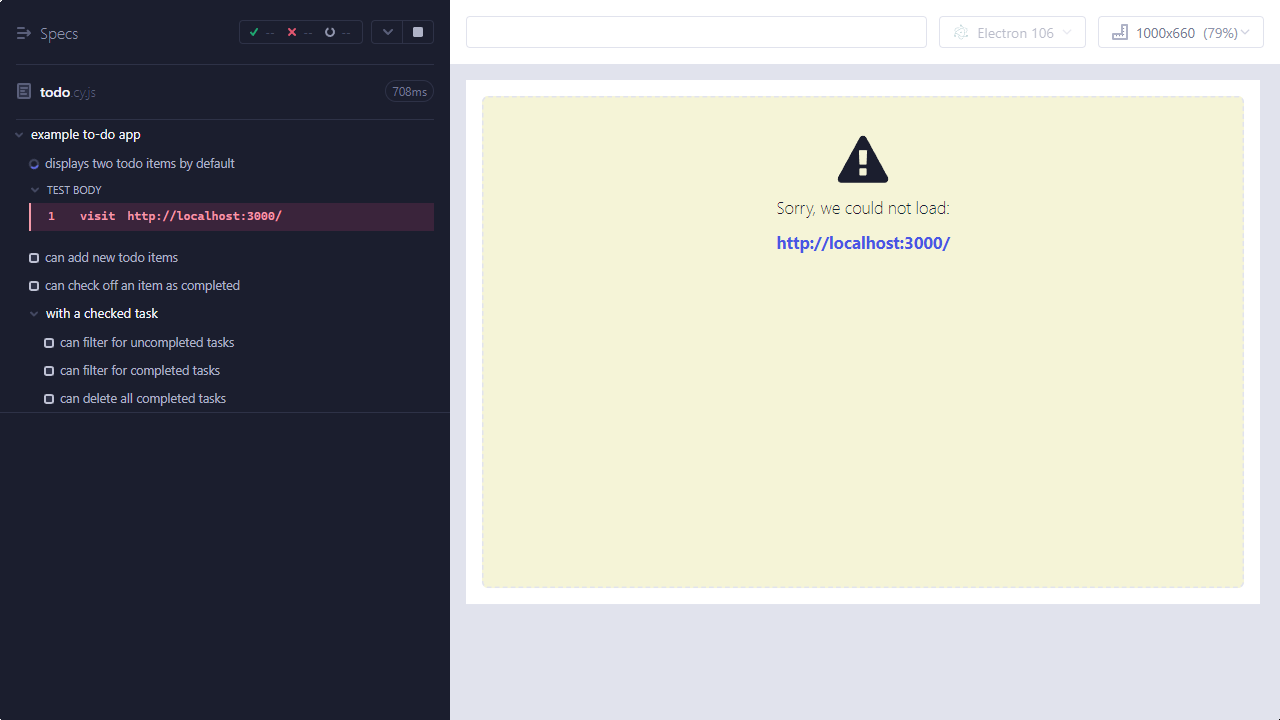 Specs
--
--
--
Electron 106
1000x660 (79%)
todo.cy.js
708ms
example to-do app
displays two todo items by default
TEST BODY
1 visit http://localhost:3000/
can add new todo items
can check off an item as completed
with a checked task
can filter for uncompleted tasks
can filter for completed tasks
can delete all completed tasks
Sorry, we could not load:
http://localhost:3000/